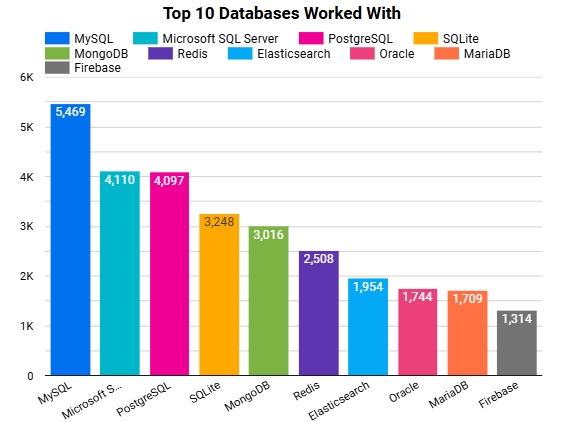 Top 10 Databases Worked With
MySQL Microsoft SQL Server PostgreSQL SQLite
MongoDB Redis Elasticsearch Oracle MariaDB
Firebase
6K
5K
4K
3K
2K
1K
0
5,469
4,110
4,097
3,248
3,016
2,508
1,954
1,744
1,709
1,314
MySQL
Microsoft S...
PostgreSQL
SQLite
MongoDB
Redis
Elasticsearch
Oracle
MariaDB
Firebase